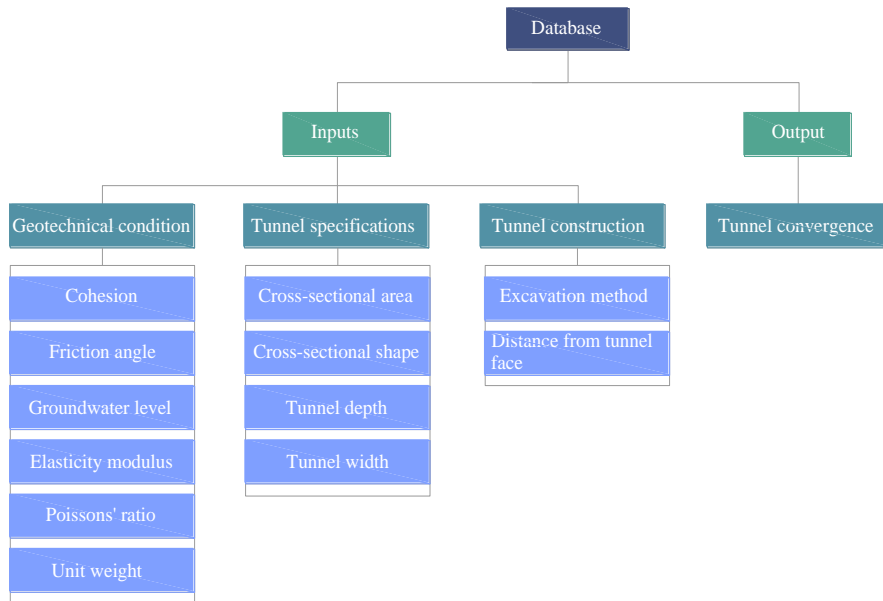 Database
Inputs
Output
Geotechnical condition
Tunnel specifications
Tunnel construction
Tunnel convergence
Cohesion
Friction angle
Groundwater level
Elasticity modulus
Poissons' ratio
Unit weight
Cross-sectional area
Cross-sectional shape
Tunnel depth
Tunnel width
Excavation method
Distance from tunnel
face